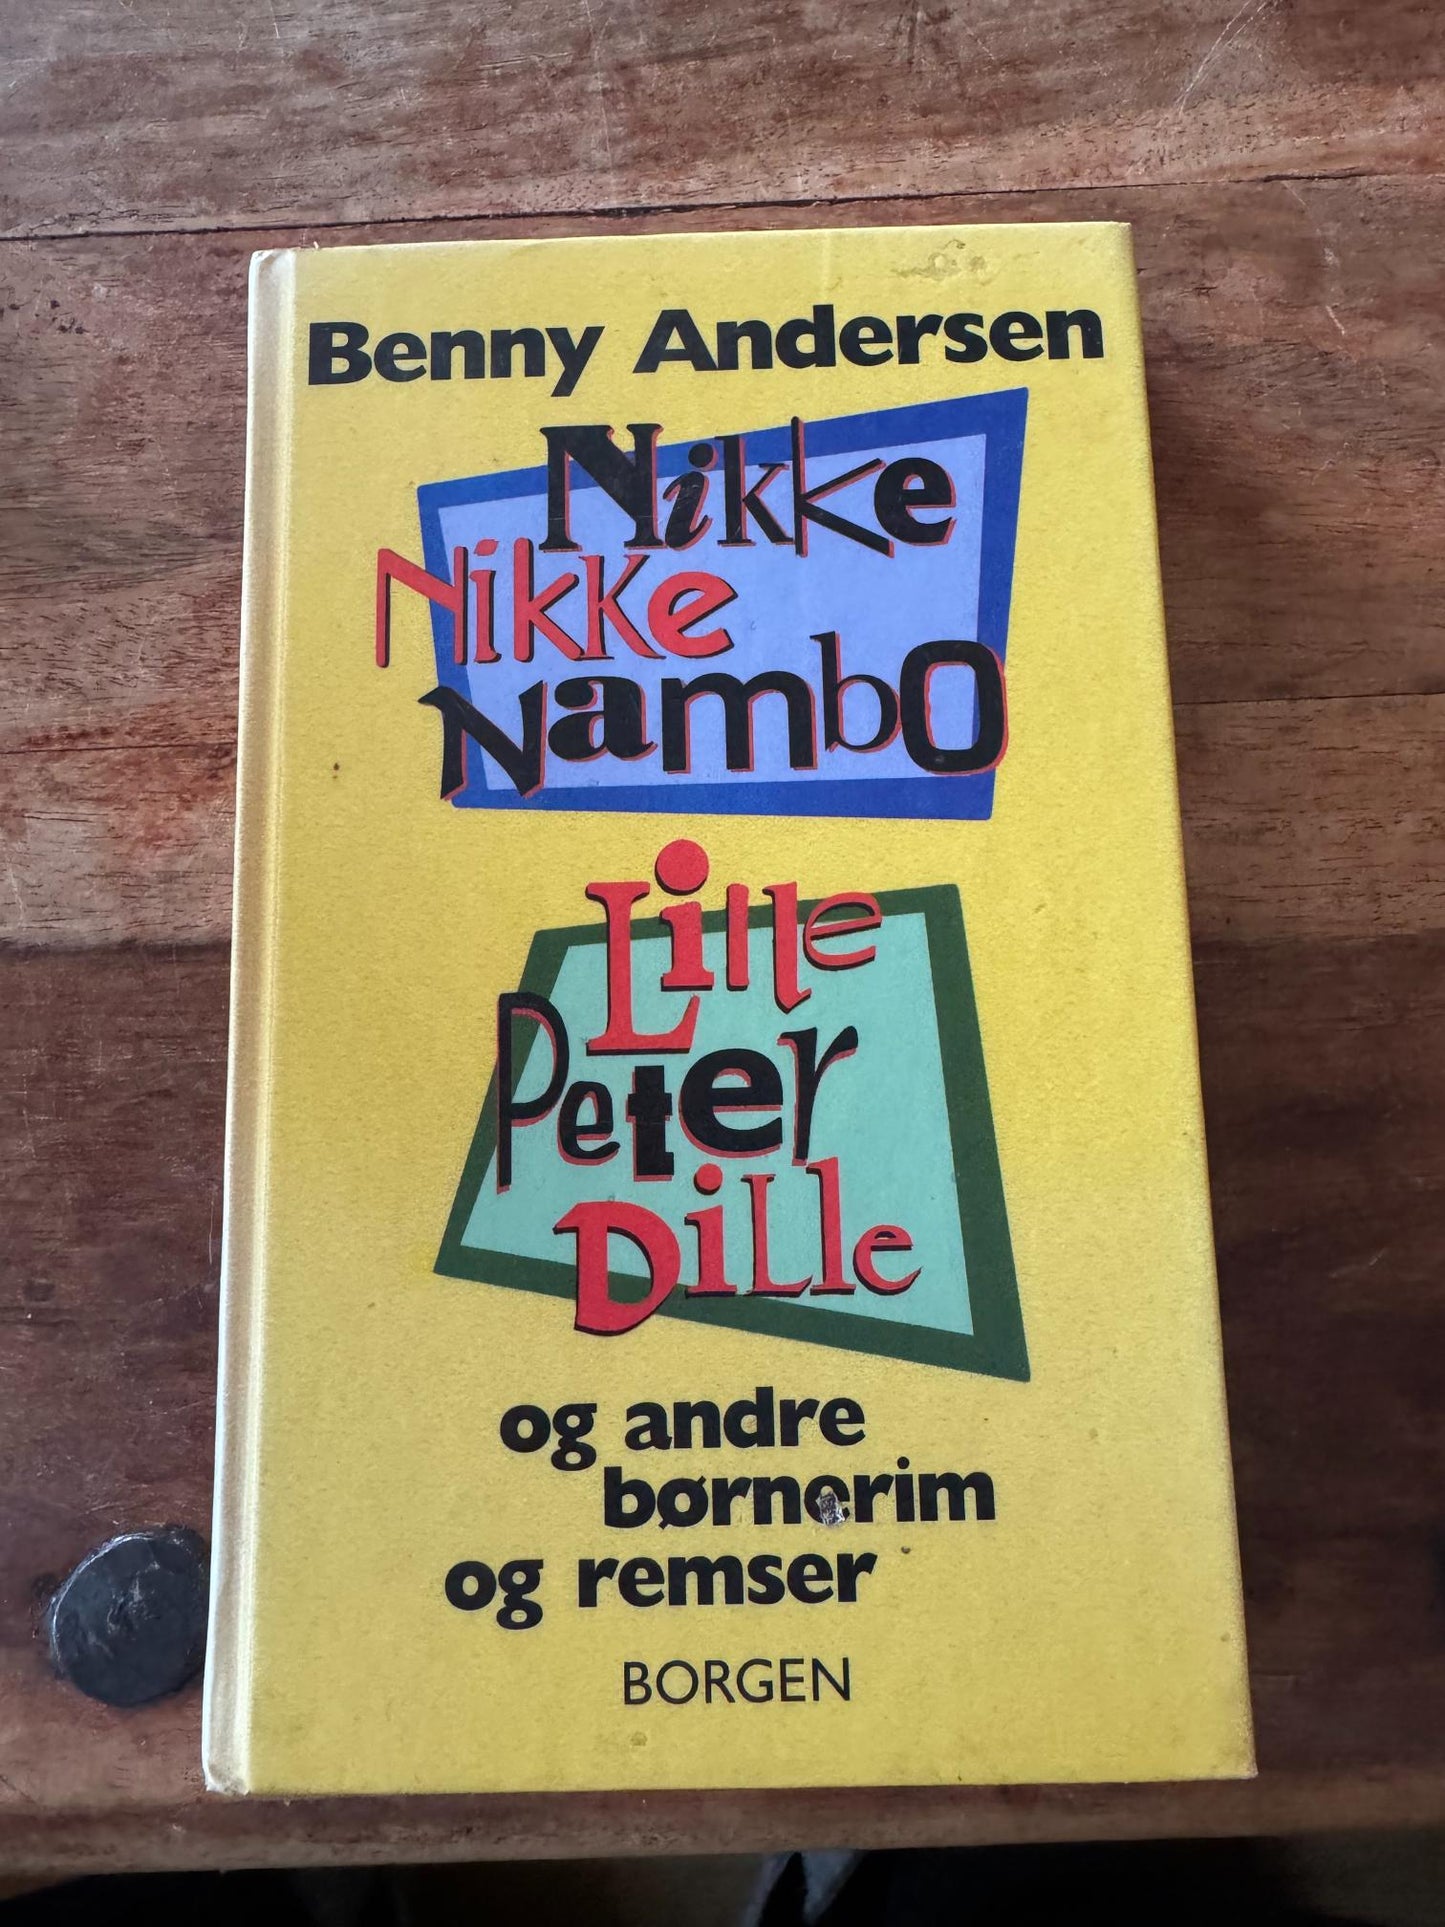 Benny Andersen
Nikke
Nikke
Nambo
Lille
Peter
Dille
og andre
børnerim
og remser
BORGEN